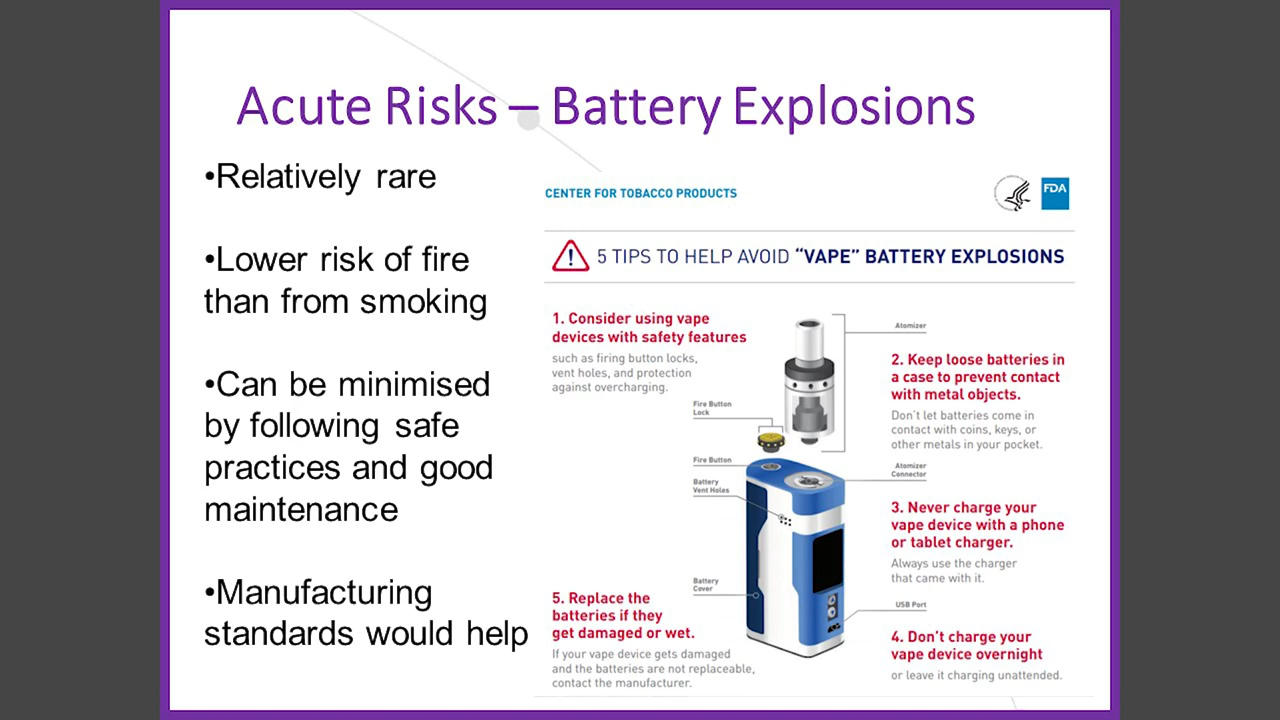 Acute Risks – Battery Explosions
•Relatively rare
•Lower risk of fire
than from smoking
•Can be minimised
by following safe
practices and good
maintenance
•Manufacturing
standards would help
CENTER FOR TOBACCO PRODUCTS
FDA
5 TIPS TO HELP AVOID “VAPE” BATTERY EXPLOSIONS
1. Consider using vape
devices with safety features
such as firing button locks,
vent holes, and protection
against overcharging.
Atomizer
2. Keep loose batteries in
a case to prevent contact
with metal objects.
Don't let batteries come in
contact with coins, keys, or
other metals in your pocket.
Fire Button
Lock
Fire Button
Battery
Vent Holes
Atomizer
Connector
3. Never charge your
vape device with a phone
or tablet charger.
Always use the charger
that came with it.
Battery
Cover
USB Port
5. Replace the
batteries if they
get damaged or wet.
If your vape device gets damaged
and the batteries are not replaceable,
contact the manufacturer.
4. Don't charge your
vape device overnight
or leave it charging unattended.